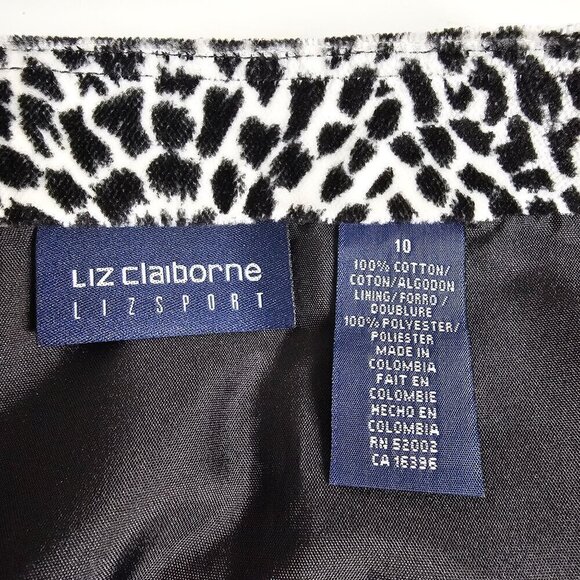 Liz claiborne
LIZSPORT
10
100% COTTON/
COTON/ALGODON
LINING/FORRO/
DOUBLURE
100% POLYESTER/
POLIESTER
MADE IN
COLOMBIA
FAIT EN
COLOMBIE
HECHO EN
COLOMBIA
RN 52002
CA 16396